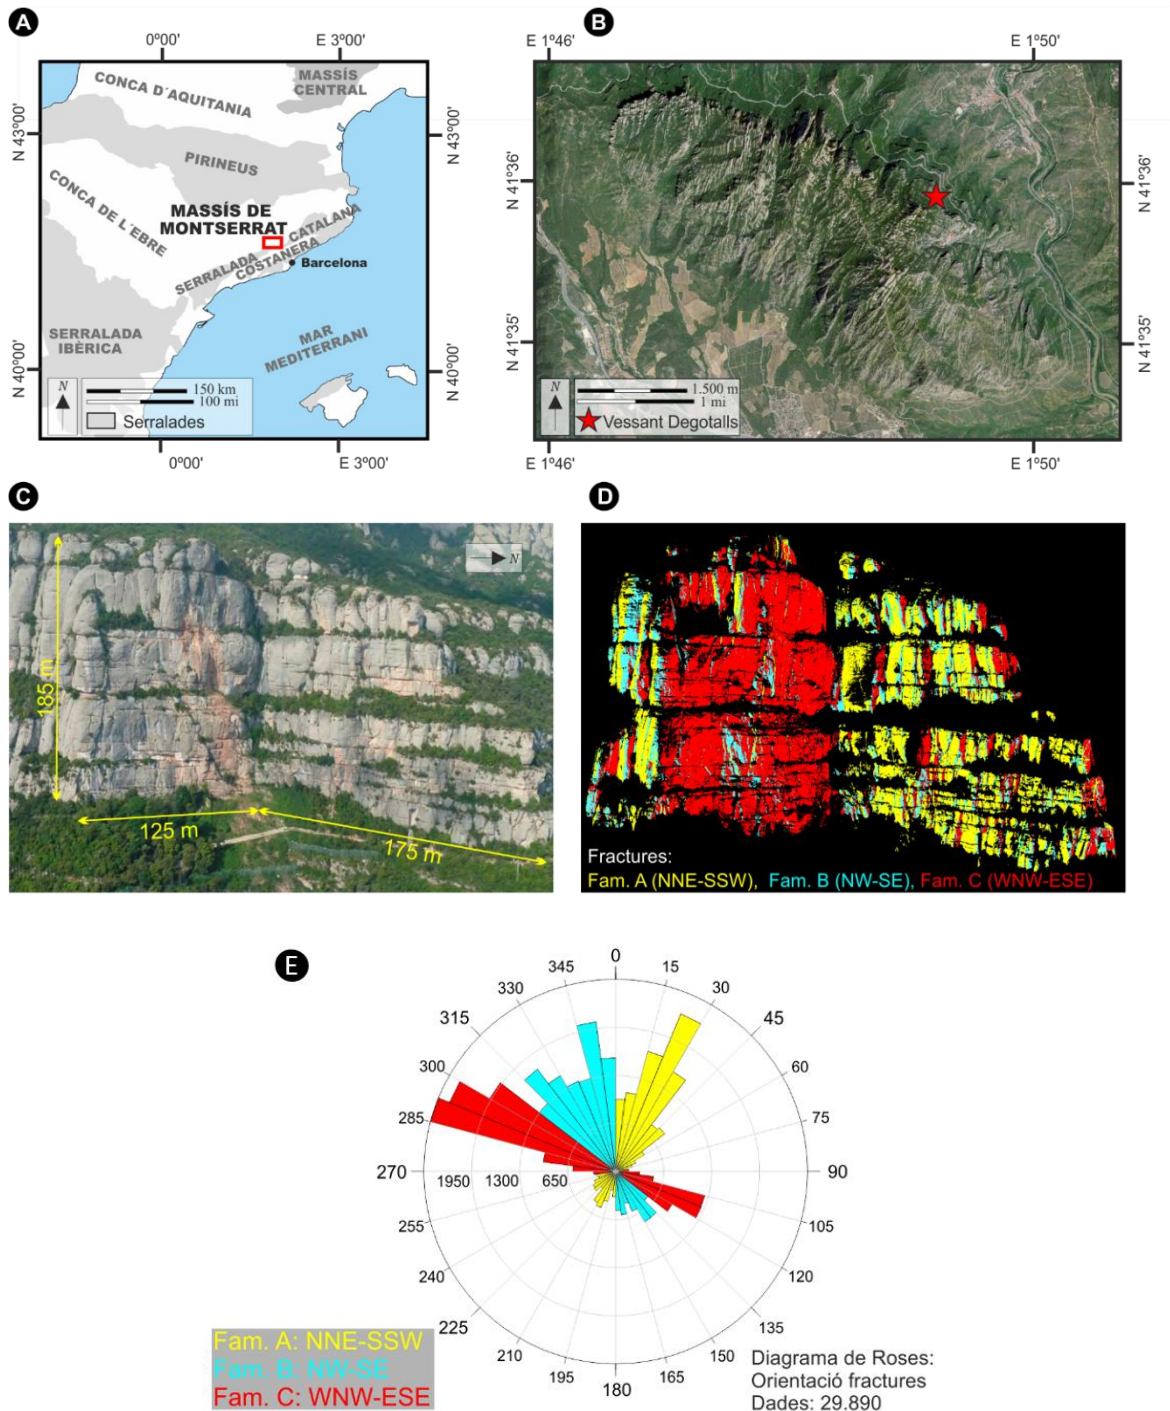 A
0º00'
E 3º00'
N 43º00'
N 43º00'
CONCA D'AQUITANIA
MASSÍS
CENTRAL
PIRINEUS
CONCA DE L'EBRE
MASSÍS DE
MONTSERRAT
SERRALADA
COSTANERA
CATALANA
Barcelona
SERRALADA
IBÈRICA
MAR
MEDITERRANI
N 40º00'
N 40º00'
N
150 km
100 mi
Serralades
0º00'
E 3º00'
B
E 1º46'
E 1º50'
N 41º36'
N 41º36'
N 41º35'
N 41º35'
N
1.500 m
1 mi
Vessant Degotalls
E 1º46'
E 1º50'
C
N
185 m
125 m
175 m
D
Fractures:
Fam. A (NNE-SSW), Fam. B (NW-SE), Fam. C (WNW-ESE)
E
0
15
30
45
60
75
90
105
120
135
150
165
180
195
210
225
240
255
270
285
300
315
330
345
1950
1300
650
Fam. A: NNE-SSW
Fam. B: NW-SE
Fam. C: WNW-ESE
Diagrama de Roses:
Orientació fractures
Dades: 29.890